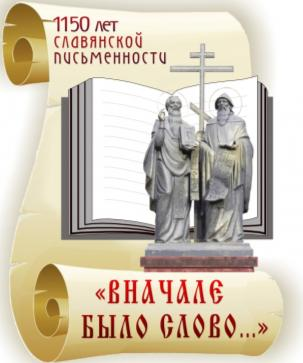 1150 лет
славянской
письменности
«ВНАЧАЛЕ
БЫЛО СЛОВО...»